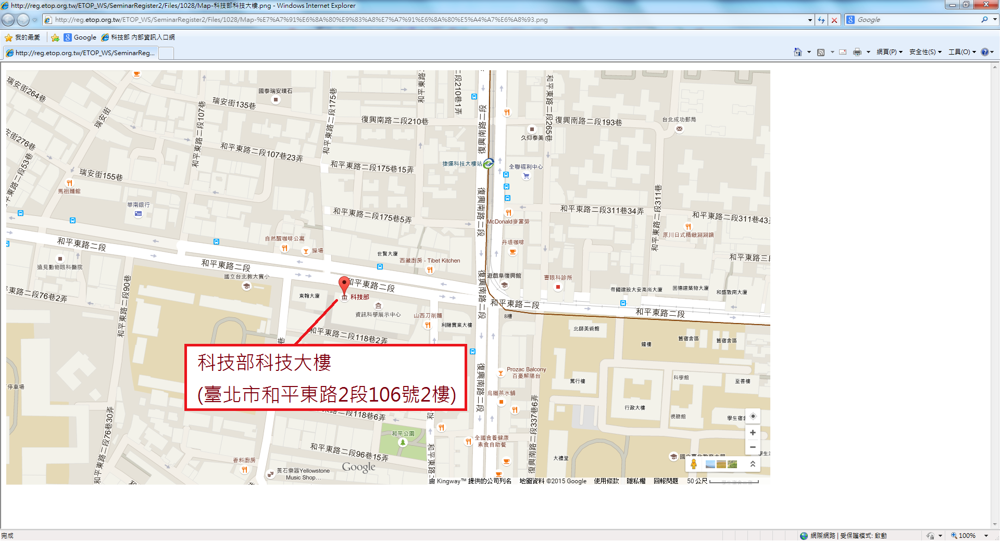 http://reg.etop.org.tw/ETOP_WS/SeminarRegister2/Files/1028/Map-科技部科技大樓.png - Windows Internet Explorer
http://reg.etop.org.tw/ETOP_WS/SeminarRegister2/Files/1028/Map-%E7%A7%91%E6%8A%80%E9%83%A8%E7%A7%91%E6%8A%80%E5%A4%A7%E6%A8%93.png
Google
我的最愛
Google
科技部 內部資訊入口網
http://reg.etop.org.tw/ETOP_WS/SeminarReg...
網頁(P)
安全性(S)
工具(O)
瑞安街264巷
瑞安街
和平東路二段107巷
國泰瑞安璞石
瑞安街135巷
和平東路二段175巷
和平東路二
段210巷1弄
復興南路二段210巷
復興南路二段
和平東路二段265巷
復興南路二段193巷
久仰泰美
台北成功郵局
安街276巷
路二段53巷
和平東路二段107巷23弄
和平東路二段175巷15弄
捷運科技大樓站
全聯福利中心
瑞安街155巷
馬祖麵館
華南銀行
和平東路二段175巷5弄
復興南路二段
McDonald麥當勞
和平東路二段311巷34弄
和平東路二段311巷
和平東路二段311巷43
原川日式精緻涮涮鍋
和平東路二段
自然醒咖啡公寓
操場
世賢大廈
西藏廚房 - Tibet Kitchen
丹堤咖啡
和平東路三
遠見動物眼科醫院
和平東路二段
國立台北教大實小
和平東路二段
復興南路二段
遊戲島復興館
曹眼科診所
帝國建設大安高尚大廈
固德建築物大廈
和盛敦南大廈
東路二段76巷2弄
和平東路二段90巷
東翰大廈
科技部
資訊科學展示中心
山西刀削麵
利陽實業大樓
和平東路二段
8樓
和平東路二段
北師美術館
鐘樓
舊宿舍區
舊宿舍區
和平東路二段118巷2弄
巷
科技部科技大樓
(臺北市和平東路2段106號2樓)
停車場
復興南路二段
Prozac Balcony
百憂解陽台
烏鐵茶水舖
篤行樓
科學館
至善樓
行政大樓
視聽館
學生宿舍
二段118巷6弄
和平
和平公園
復興南路二段337巷6弄
全國食養健康
素食自助餐
和平東路二段76巷30弄
和平東路二段96巷15弄
和平東路二
大禮堂
香料廚房
黃石樂器Yellowstone
Music Shop...
Google
由 Kingway™ 提供的公司列名
地圖資料 ©2015 Google
使用條款
隱私權
回報問題
50 公尺
完成
網際網路 | 受保護模式: 啟動
100%